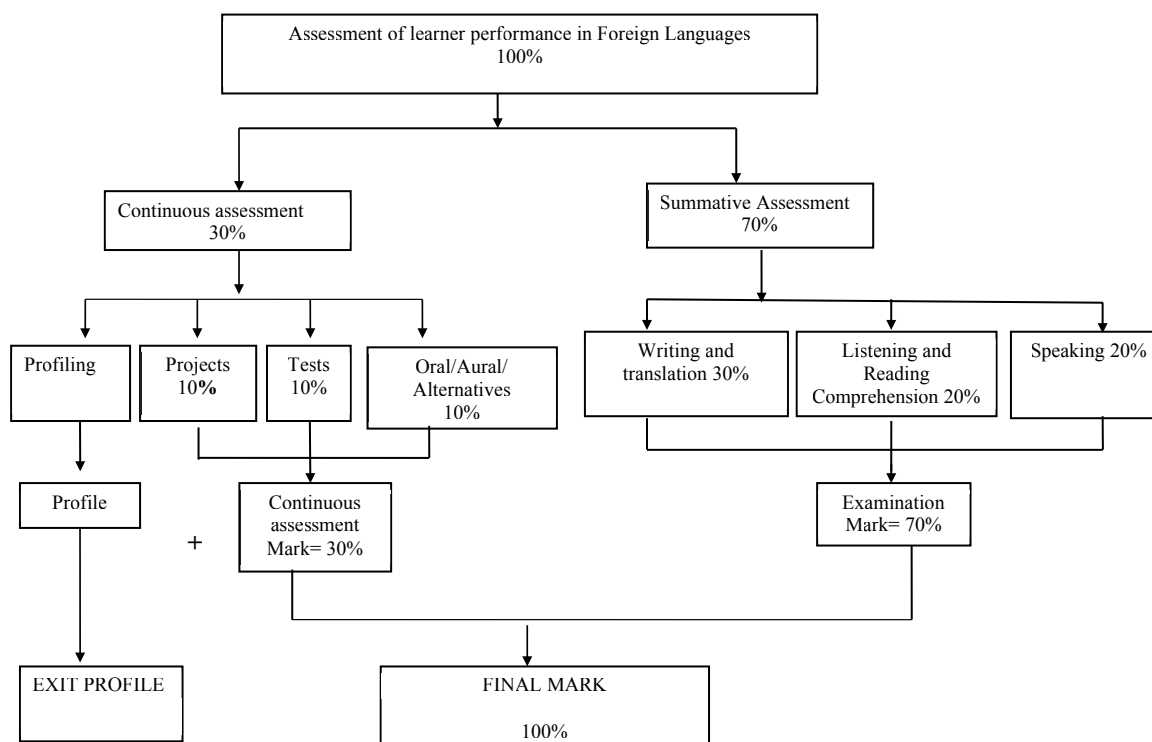 Assessment of learner performance in Foreign Languages
100%
Continuous assessment
30%
Summative Assessment
70%
Profiling
Projects
10%
Tests
10%
Oral/Aural/
Alternatives
10%
Writing and
translation 30%
Listening and
Reading
Comprehension 20%
Speaking 20%
Profile
+
Continuous
assessment
Mark= 30%
Examination
Mark= 70%
EXIT PROFILE
FINAL MARK
100%